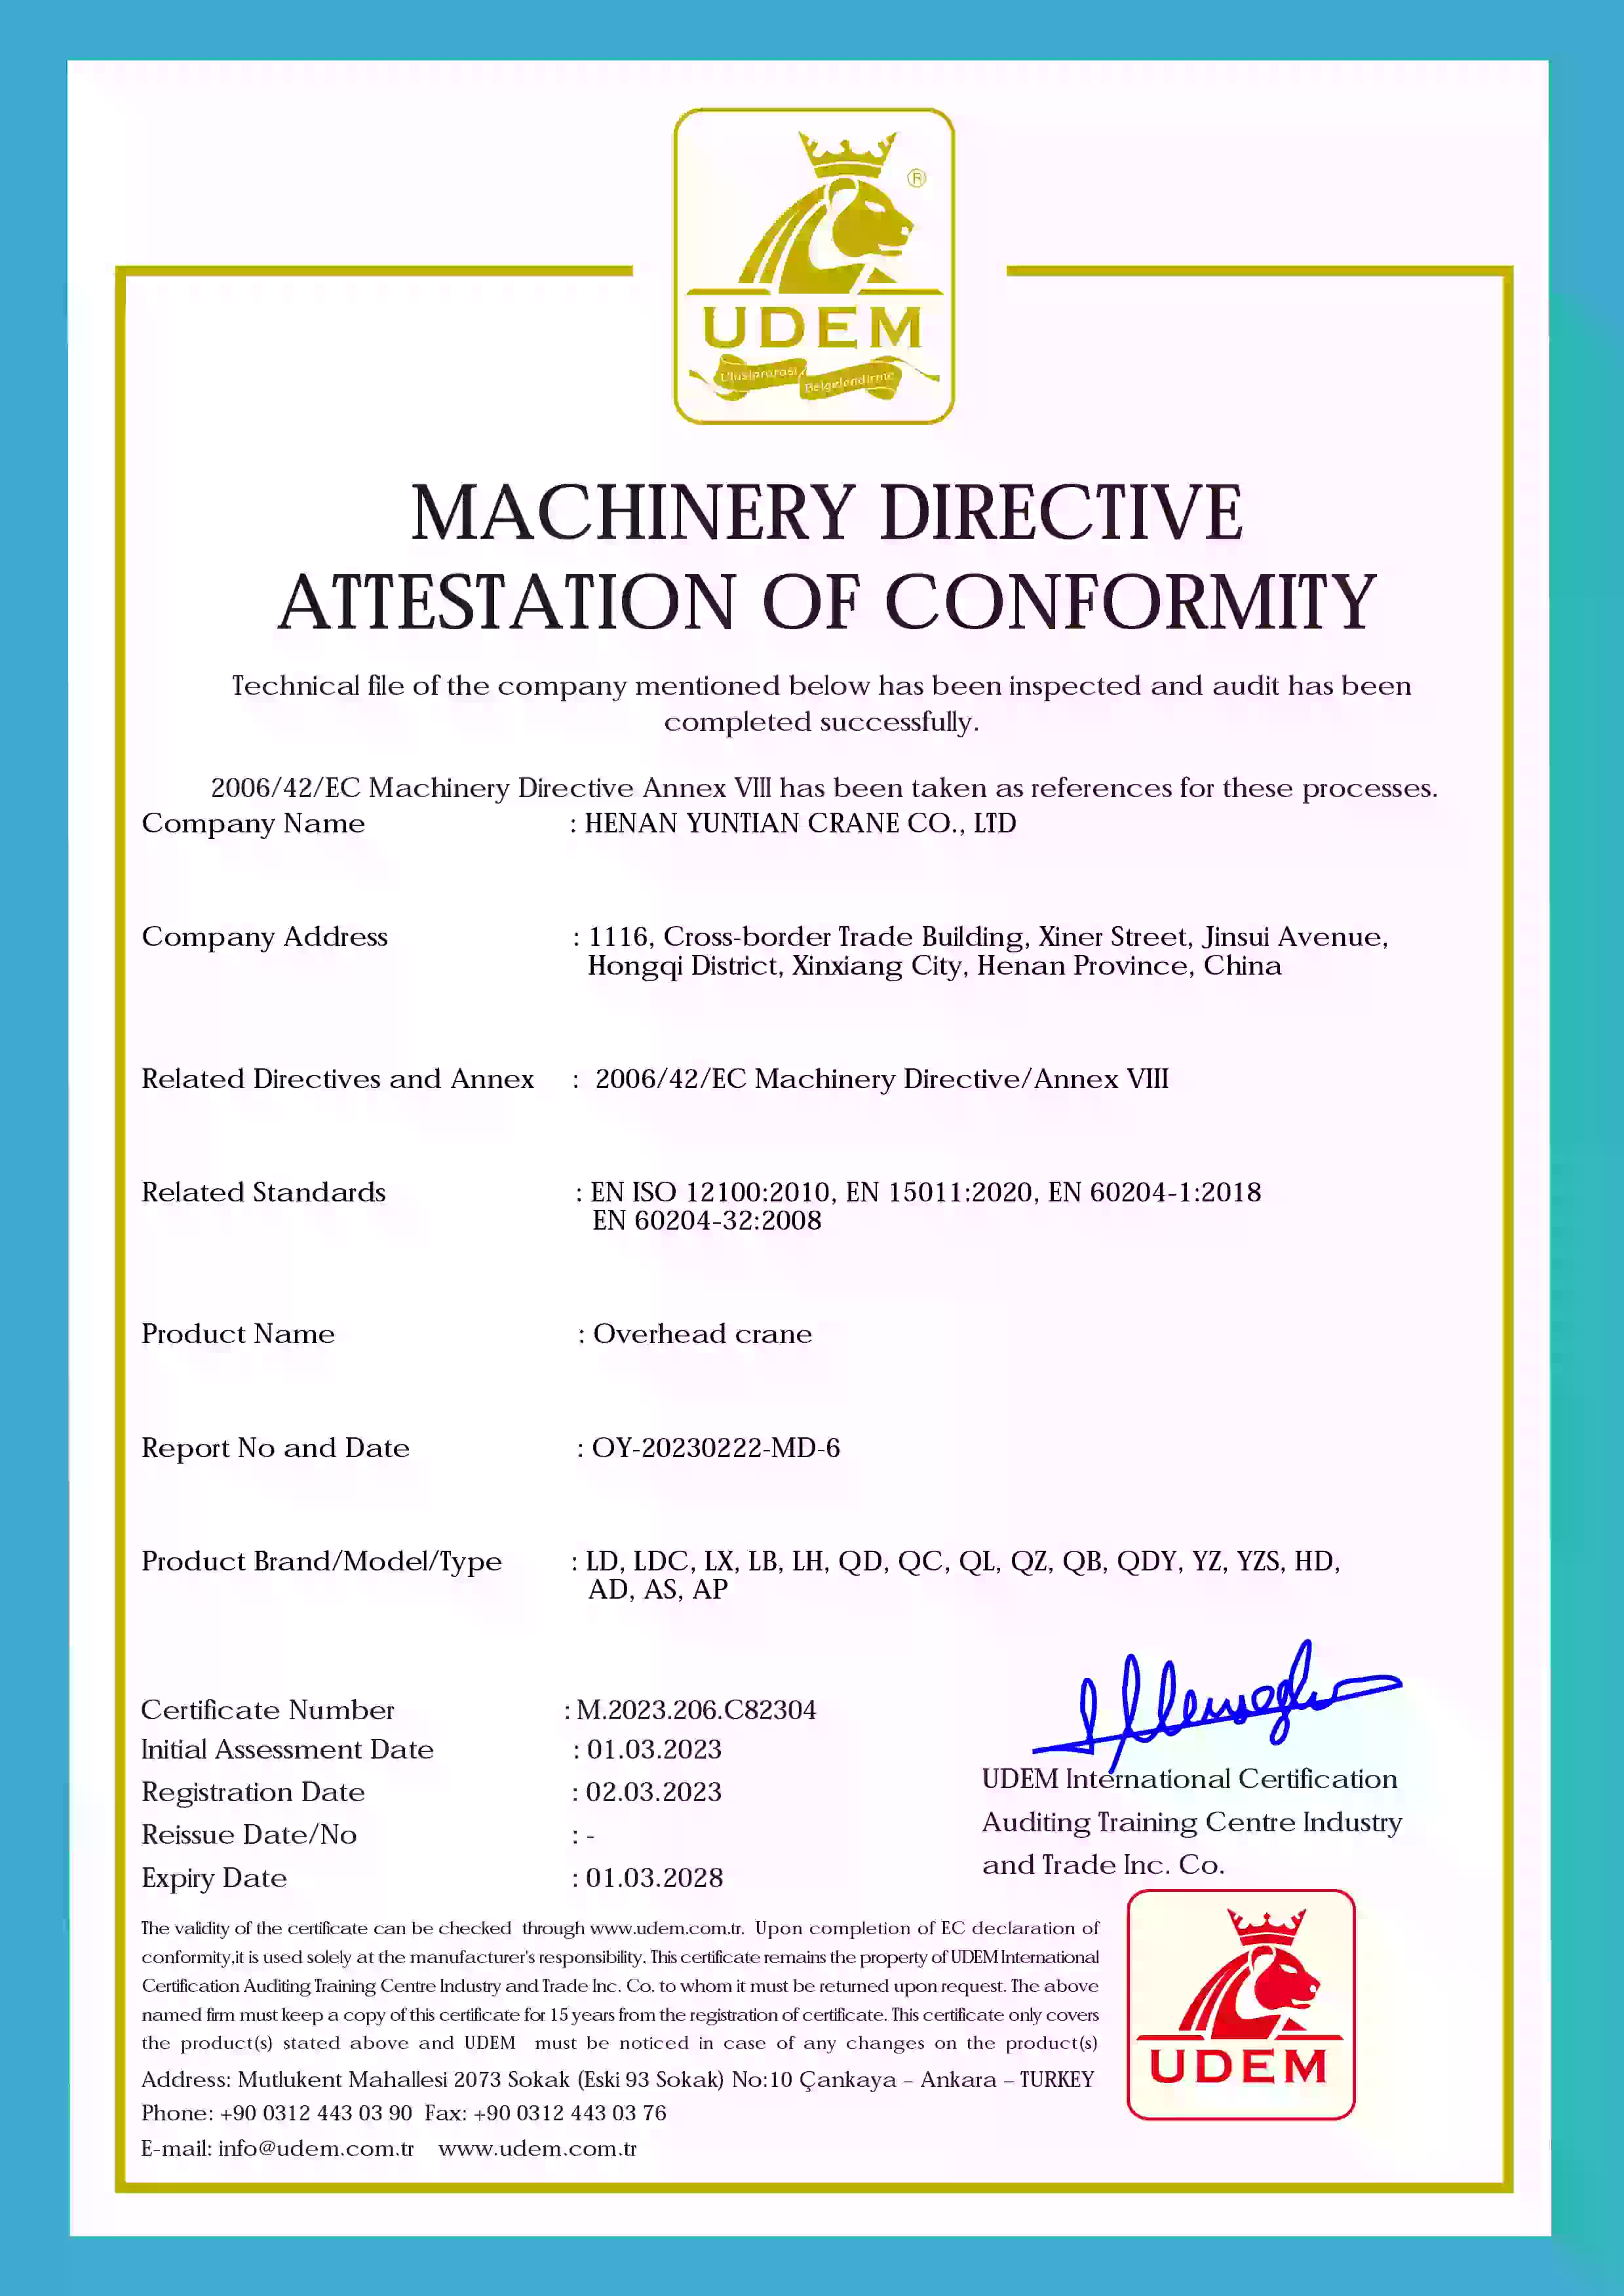 ®
UDEM
Uluslararası
Belgelendirme
MACHINERY DIRECTIVE
ATTESTATION OF CONFORMITY
Technical file of the company mentioned below has been inspected and audit has been
completed successfully.
2006/42/EC Machinery Directive Annex VIII has been taken as references for these processes.
Company Name : HENAN YUNTIAN CRANE CO., LTD
Company Address : 1116, Cross-border Trade Building, Xiner Street, Jinsui Avenue,
Hongqi District, Xinxiang City, Henan Province, China
Related Directives and Annex : 2006/42/EC Machinery Directive/Annex VIII
Related Standards : EN ISO 12100:2010, EN 15011:2020, EN 60204-1:2018
EN 60204-32:2008
Product Name : Overhead crane
Report No and Date : OY-20230222-MD-6
Product Brand/Model/Type : LD, LDC, LX, LB, LH, QD, QC, QL, QZ, QB, QDY, YZ, YZS, HD,
AD, AS, AP
Certificate Number : M.2023.206.C82304
Initial Assessment Date : 01.03.2023
Registration Date : 02.03.2023
Reissue Date/No : -
Expiry Date : 01.03.2028
UDEM International Certification
Auditing Training Centre Industry
and Trade Inc. Co.
The validity of the certificate can be checked through www.udem.com.tr. Upon completion of EC declaration of
conformity,it is used solely at the manufacturer's responsibility. This certificate remains the property of UDEM International
Certification Auditing Training Centre Industry and Trade Inc. Co. to whom it must be returned upon request. The above
named firm must keep a copy of this certificate for 15 years from the registration of certificate. This certificate only covers
the product(s) stated above and UDEM must be noticed in case of any changes on the product(s)
Address: Mutlukent Mahallesi 2073 Sokak (Eski 93 Sokak) No:10 Çankaya – Ankara – TURKEY
Phone: +90 0312 443 03 90 Fax: +90 0312 443 03 76
E-mail: info@udem.com.tr www.udem.com.tr
UDEM